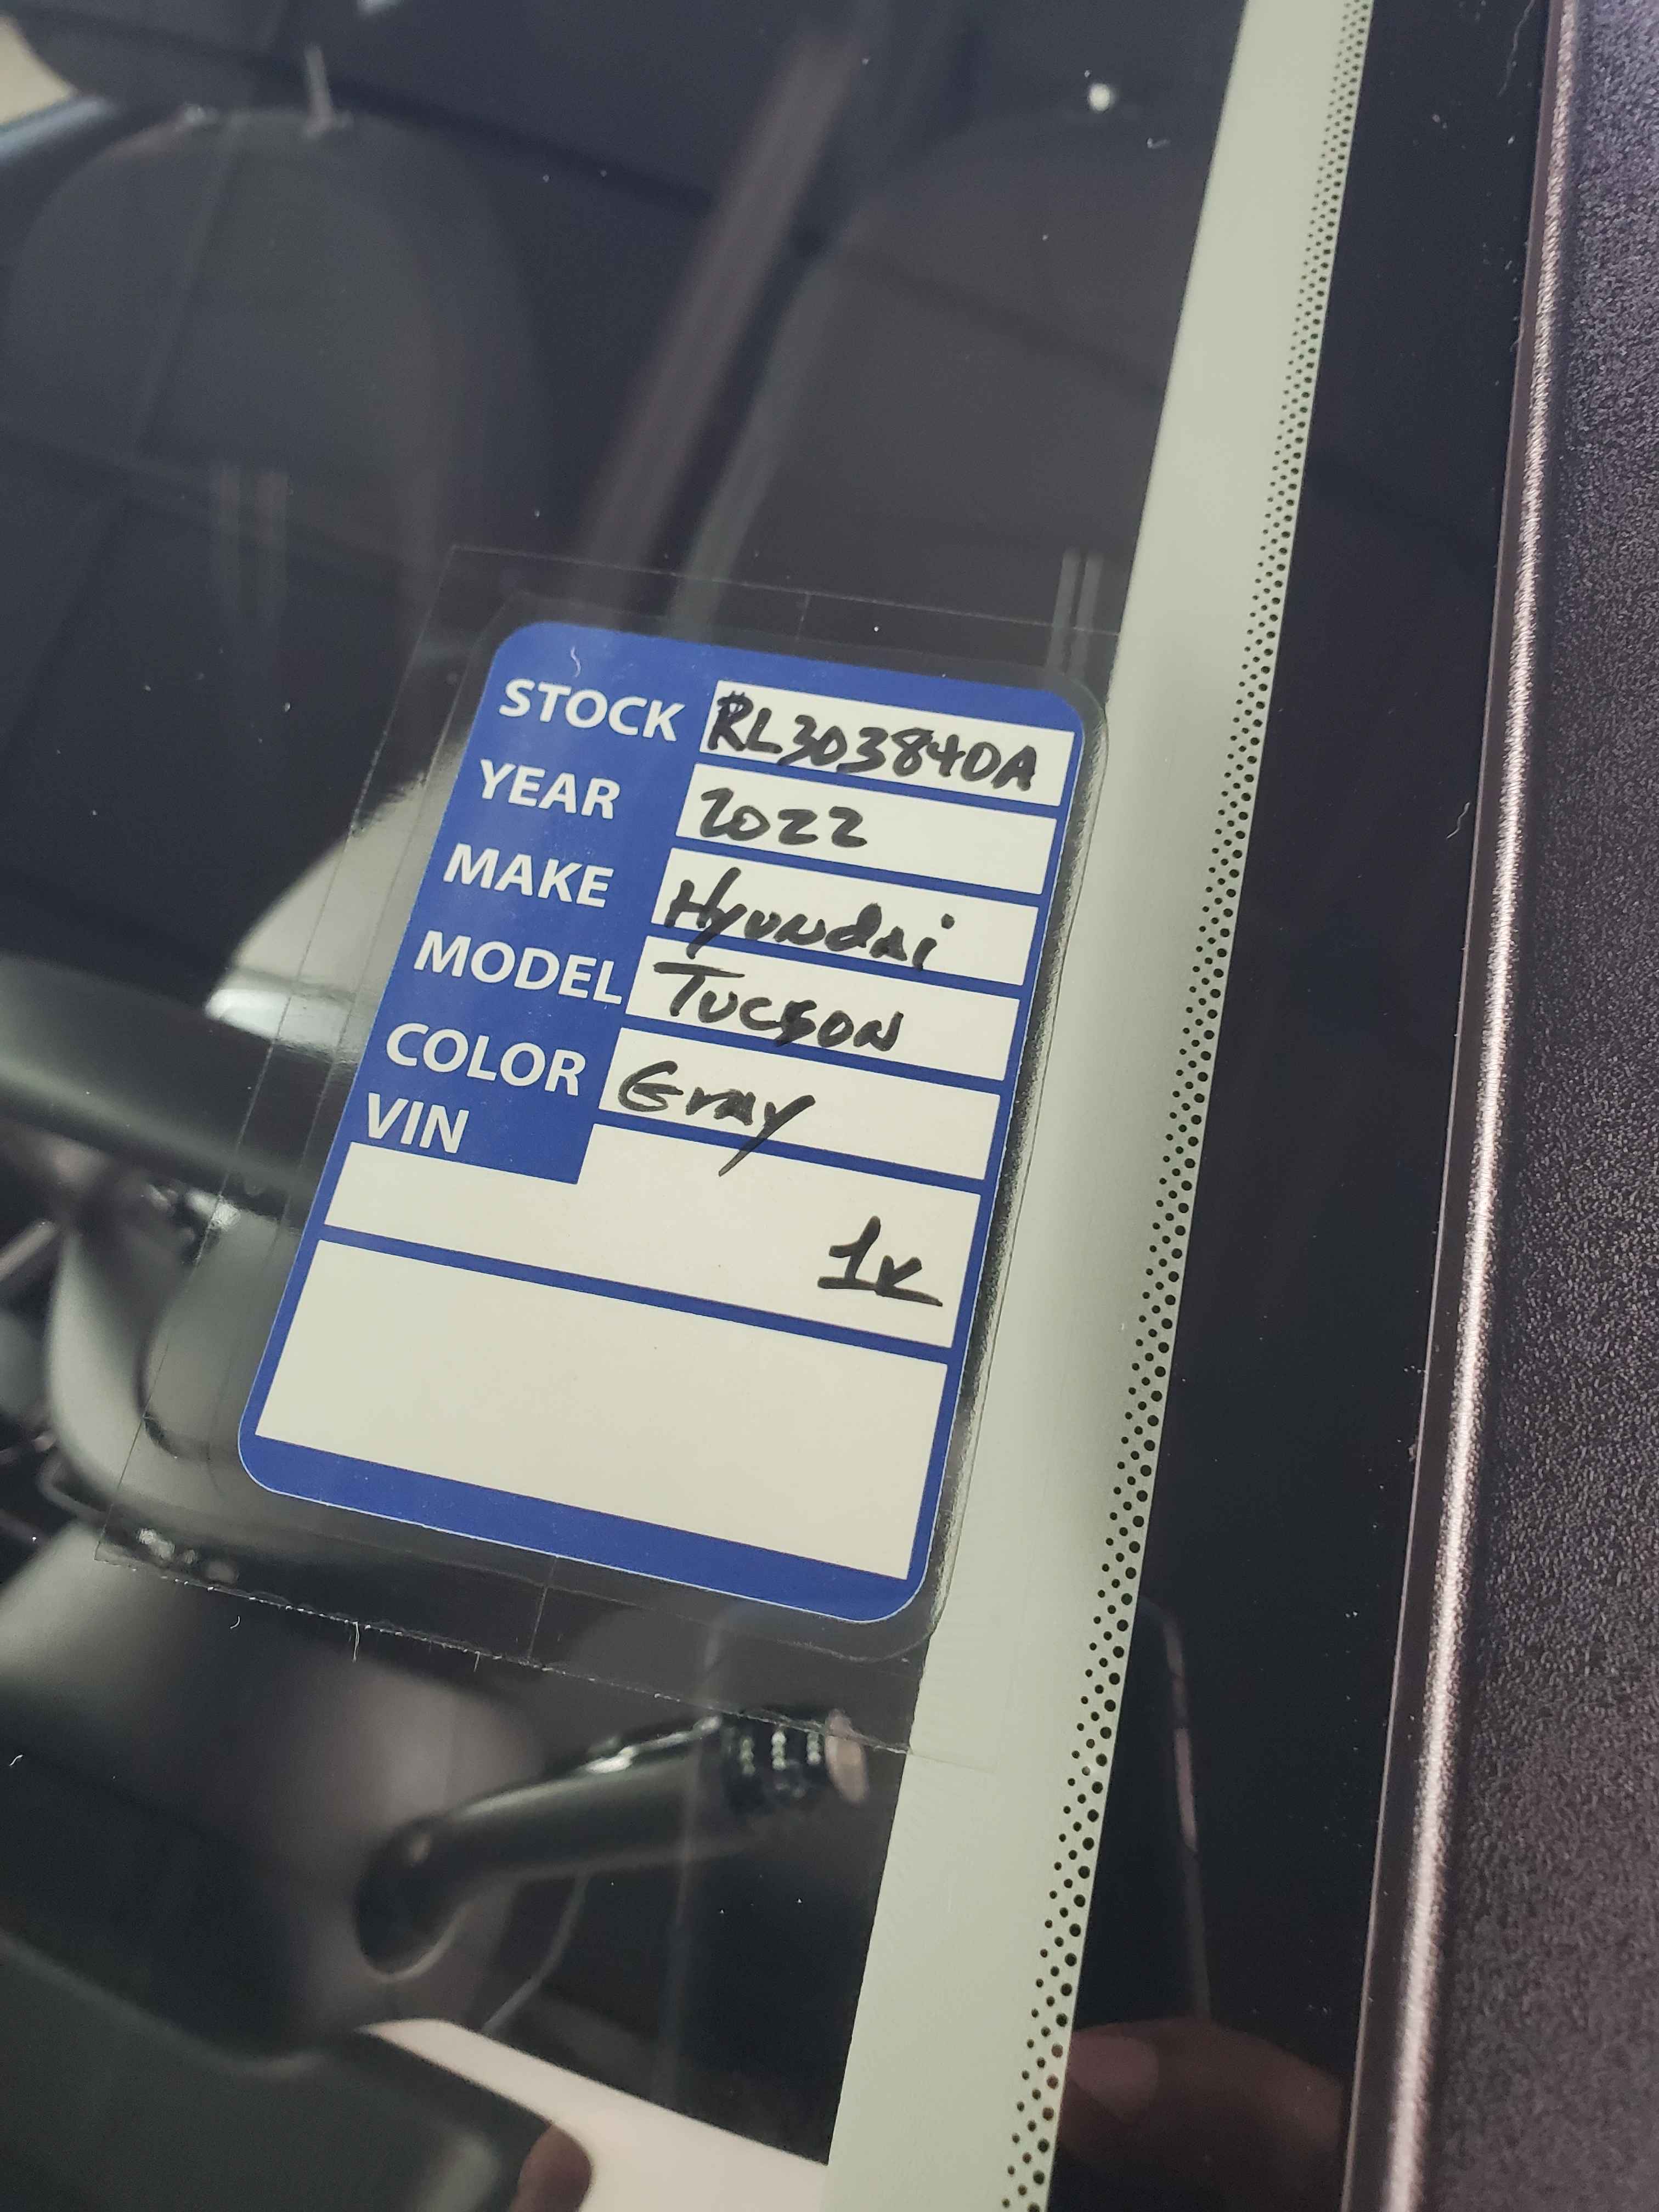 STOCK RL303840A
YEAR 2022
MAKE Hyundai
MODEL TUCSON
COLOR Gray
VIN
1K